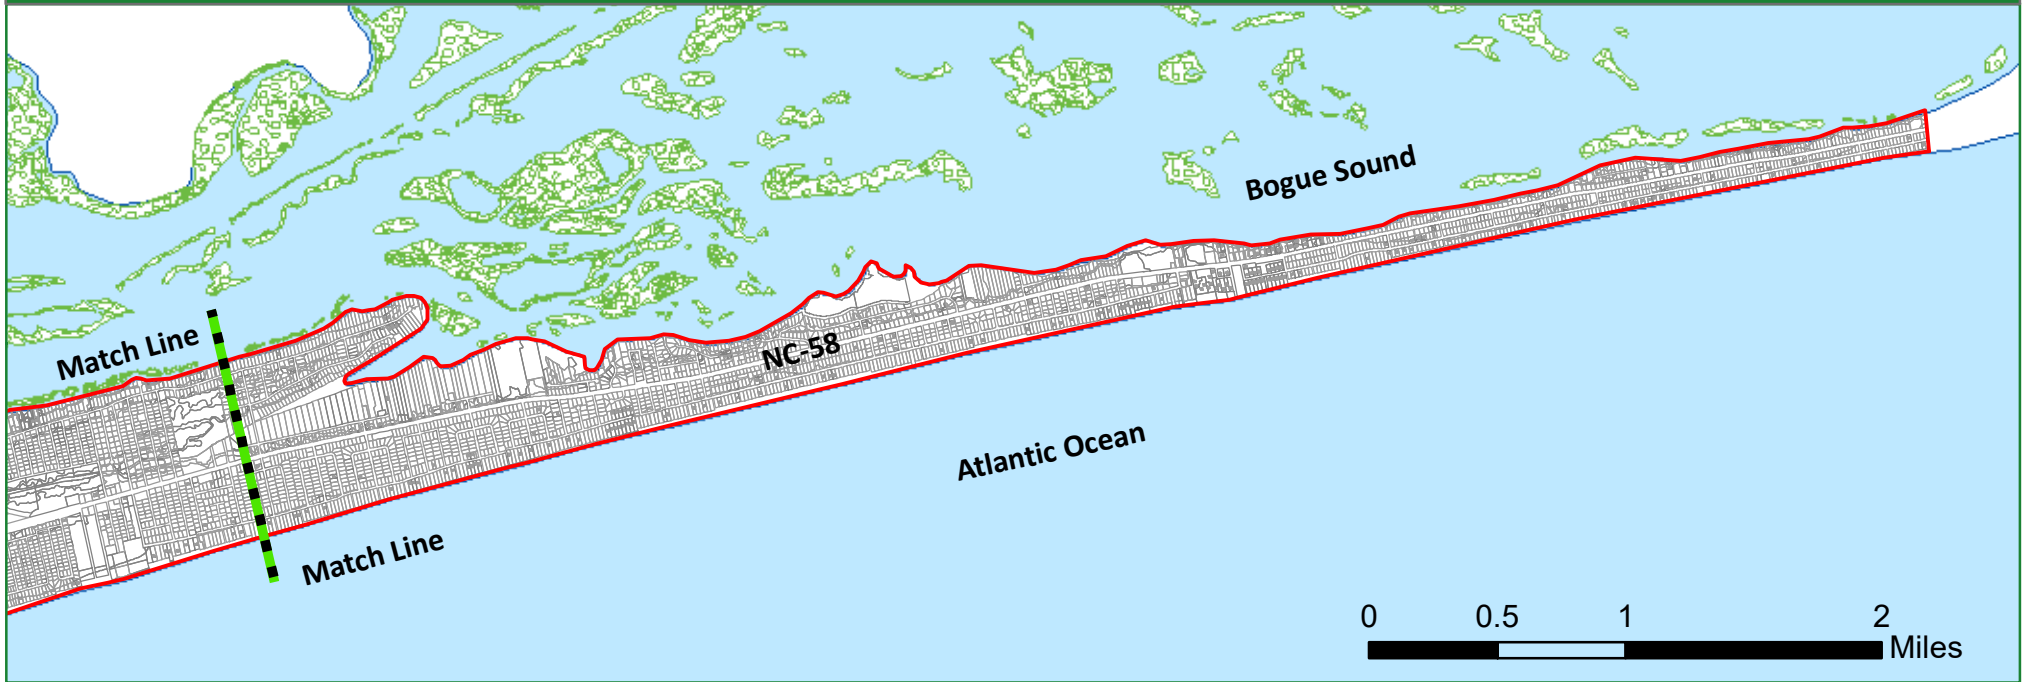 Bogue Sound
Match Line
NC-58
Atlantic Ocean
Match Line
0 0.5 1 2
Miles